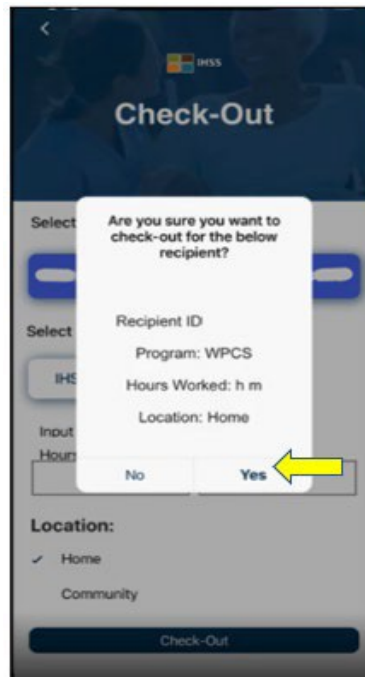 IHSS
Check-Out
Select
Are you sure you want to
check-out for the below
recipient?
Recipient ID
Program: WPCS
Hours Worked: h m
Location: Home
No
Yes
Select
IHS
Input
Hours
Location:
✓ Home
Community
Check-Out